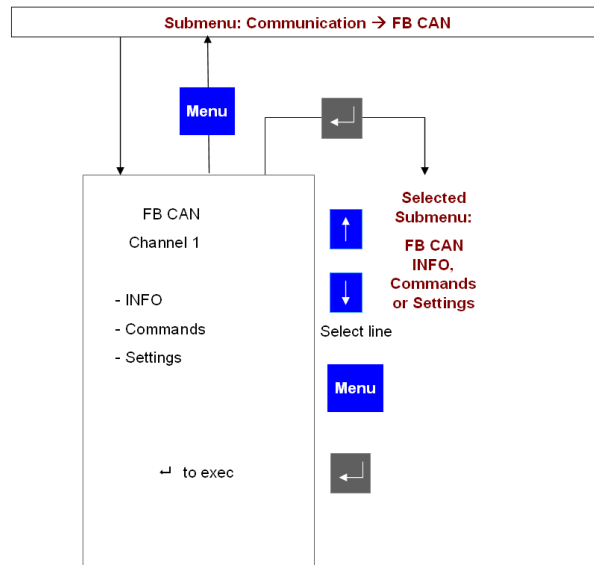 Submenu: Communication → FB CAN
Menu
FB CAN
Channel 1
- INFO
- Commands
- Settings
↵ to exec
Select line
Menu
Selected
Submenu:
FB CAN
INFO,
Commands
or Settings